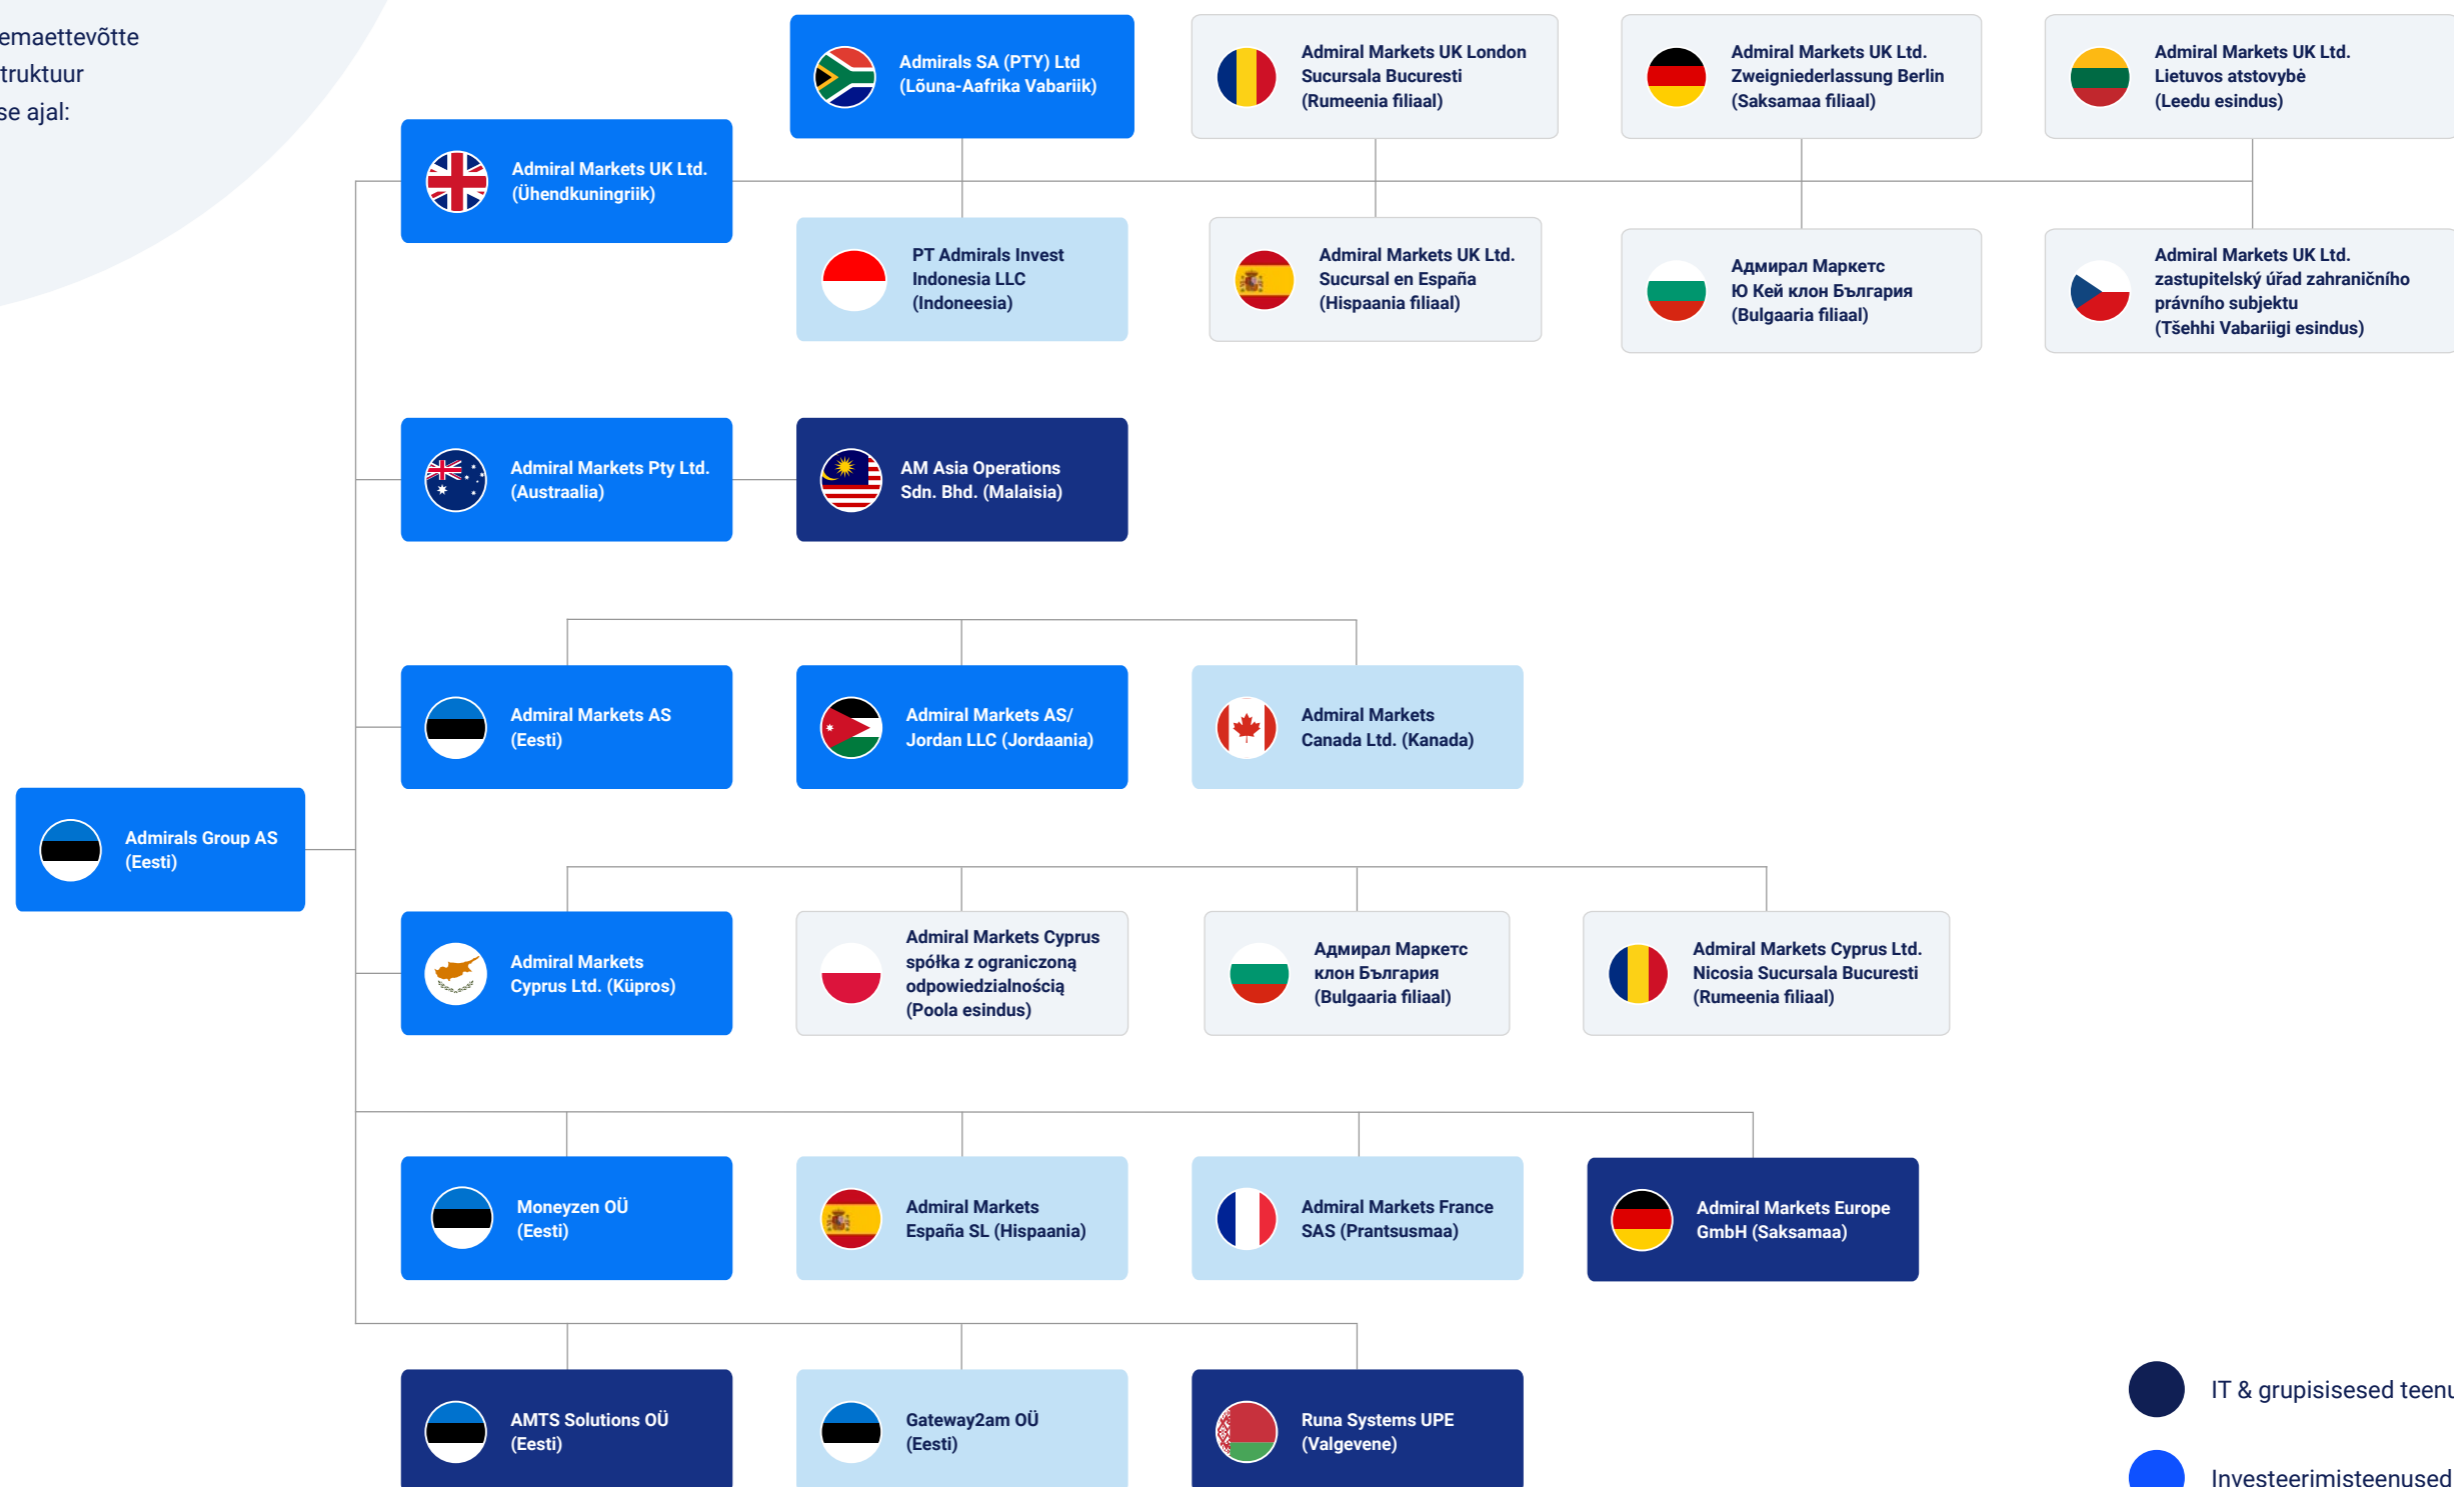 truktuur
se ajal:
Admirals SA (PTY) Ltd
(Lõuna-Aafrika Vabariik)
Admiral Markets UK London
Sucursala Bucuresti
(Rumeenia filiaal)
Admiral Markets UK Ltd.
Zweigniederlassung Berlin
(Saksamaa filiaal)
Admiral Markets UK Ltd.
Lietuvos atstovybė
(Leedu esindus)
Admiral Markets UK Ltd.
(Ühendkuningriik)
PT Admirals Invest
Indonesia LLC
(Indoneesia)
Admiral Markets UK Ltd.
Sucursal en España
(Hispaania filiaal)
Адмирал Маркетс
Ю Кей клон България
(Bulgaaria filiaal)
Admiral Markets UK Ltd.
zastupitelský úřad zahraničního
právního subjektu
(Tšehhi Vabariigi esindus)
Admiral Markets Pty Ltd.
(Austraalia)
AM Asia Operations
Sdn. Bhd. (Malaisia)
Admiral Markets AS
(Eesti)
Admiral Markets AS/
Jordan LLC (Jordaania)
Admiral Markets
Canada Ltd. (Kanada)
Admirals Group AS
(Eesti)
Admiral Markets
Cyprus Ltd. (Küpros)
Admiral Markets Cyprus
spółka z ograniczoną
odpowiedzialnością
(Poola esindus)
Адмирал Маркетс
клон България
(Bulgaaria filiaal)
Admiral Markets Cyprus Ltd.
Nicosia Sucursala Bucuresti
(Rumeenia filiaal)
Moneyzen OÜ
(Eesti)
Admiral Markets
España SL (Hispaania)
Admiral Markets France
SAS (Prantsusmaa)
Admiral Markets Europe
GmbH (Saksamaa)
AMTS Solutions OÜ
(Eesti)
Gateway2am OÜ
(Eesti)
Runa Systems UPE
(Valgevene)
IT & grupisisesed teenu
Investeerimisteenused